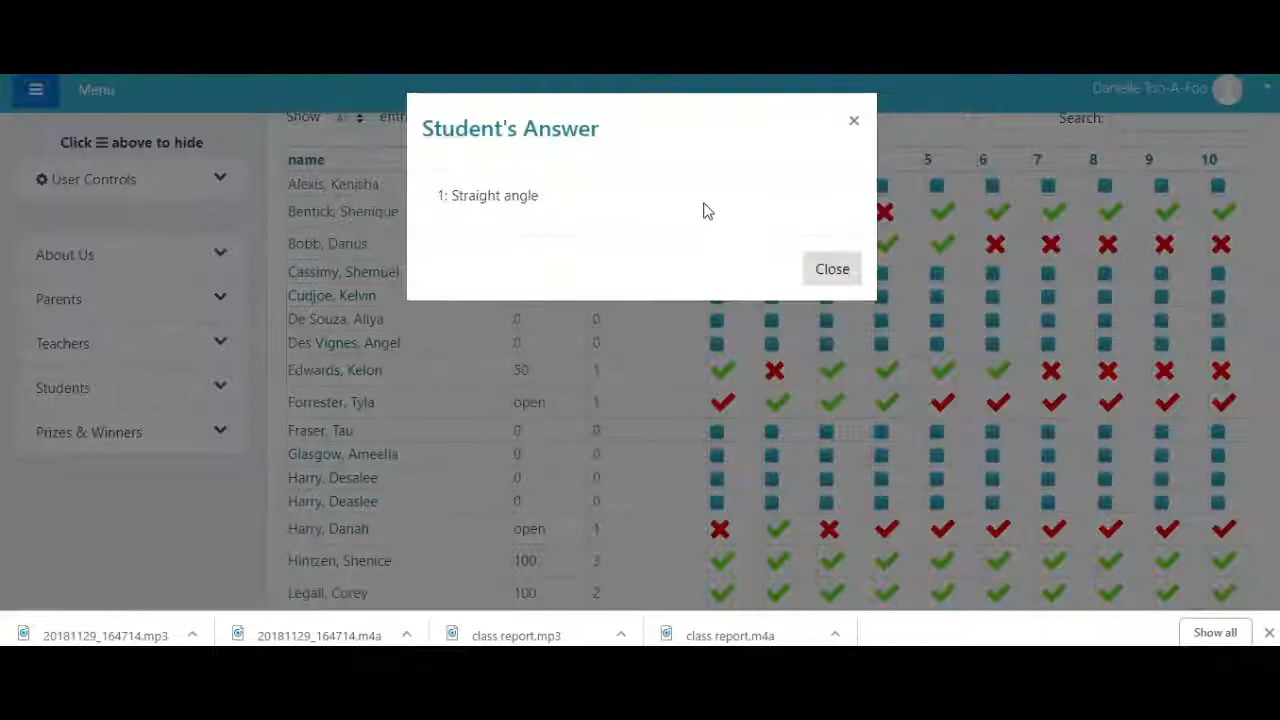 Menu
Danielle Too-A-Foo
Click ☰ above to hide
User Controls
About Us
Parents
Teachers
Students
Prizes & Winners
Show entr
Search:
Student's Answer
×
1: Straight angle
Close
name 5 6 7 8 9 10
Alexis, Kenisha
Bentick, Shenique
Bobb, Darius
Cassimy, Shemuel
Cudjoe, Kelvin
De Souza, Aliya 0 0
Des Vignes, Angel 0 0
Edwards, Kelon 50 1
Forrester, Tyla open 1
Fraser, Tau 0 0
Glasgow, Ameelia 0 0
Harry, Desalee 0 0
Harry, Deaslee 0 0
Harry, Danah open 1
Hintzen, Shenice 100 3
Legall, Corey 100 2
20181129_164714.mp3
20181129_164714.m4a
class report.mp3
class report.m4a
Show all